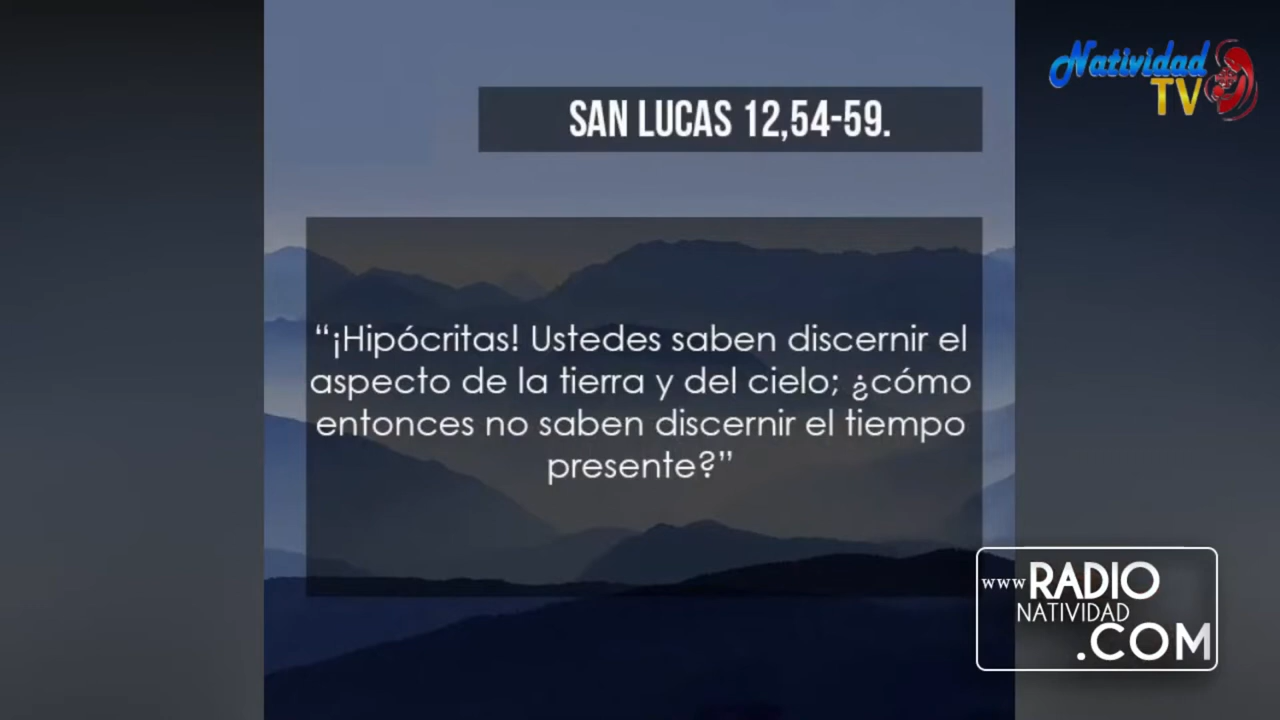 Natividad
TV
SAN LUCAS 12,54-59.
“¡Hipócritas! Ustedes saben discernir el
aspecto de la tierra y del cielo; ¿cómo
entonces no saben discernir el tiempo
presente?”
www RADIO
NATIVIDAD
.COM